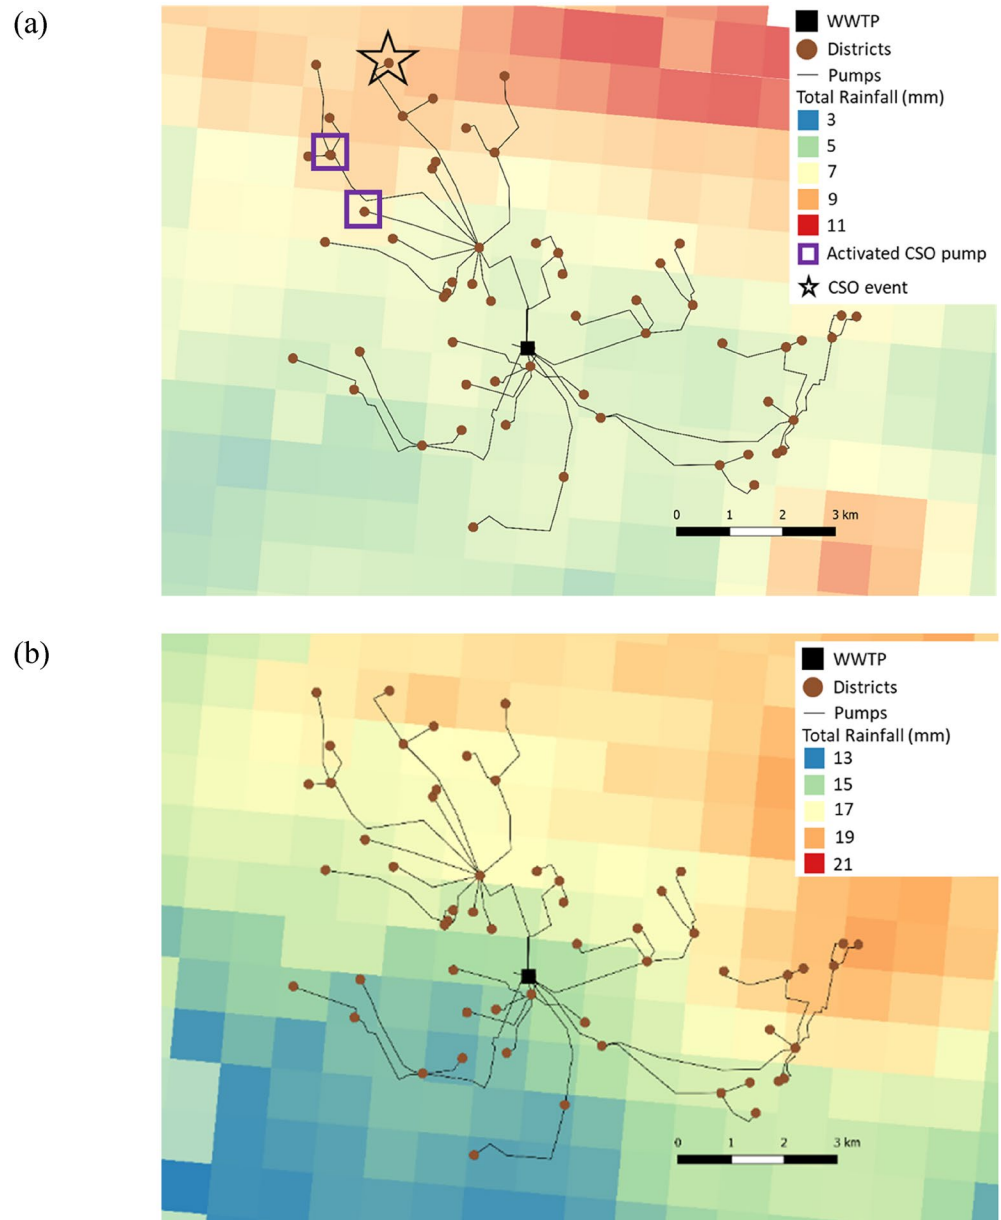 (a)
WWTP
Districts
Pumps
Total Rainfall (mm)
3
5
7
9
11
Activated CSO pump
CSO event
0 1 2 3 km
(b)
WWTP
Districts
Pumps
Total Rainfall (mm)
13
15
17
19
21
0 1 2 3 km